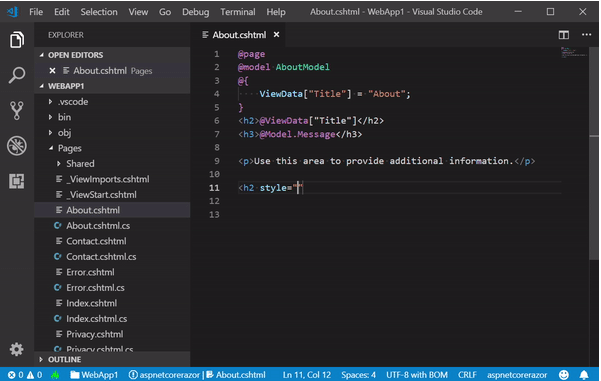 File Edit Selection View Go Debug Terminal Help About.cshtml - WebApp1 - Visual Studio Code
EXPLORER
OPEN EDITORS
About.cshtml Pages
WEBAPP1
.vscode
bin
obj
Pages
Shared
_ViewImports.cshtml
_ViewStart.cshtml
About.cshtml
C# About.cshtml.cs
Contact.cshtml
C# Contact.cshtml.cs
Error.cshtml
C# Error.cshtml.cs
Index.cshtml
C# Index.cshtml.cs
Privacy.cshtml
C# Privacy.cshtml.cs
OUTLINE
About.cshtml
1 @page
2 @model AboutModel
3 @{
4 ViewData["Title"] = "About";
5 }
6 <h2>@ViewData["Title"]</h2>
7 <h3>@Model.Message</h3>
8
9 <p>Use this area to provide additional information.</p>
10
11 <h2 style=""
12
13
0 0 WebApp1 aspnetcorerazor | About.cshtml Ln 11, Col 12 Spaces: 4 UTF-8 with BOM CRLF aspnetcorerazor